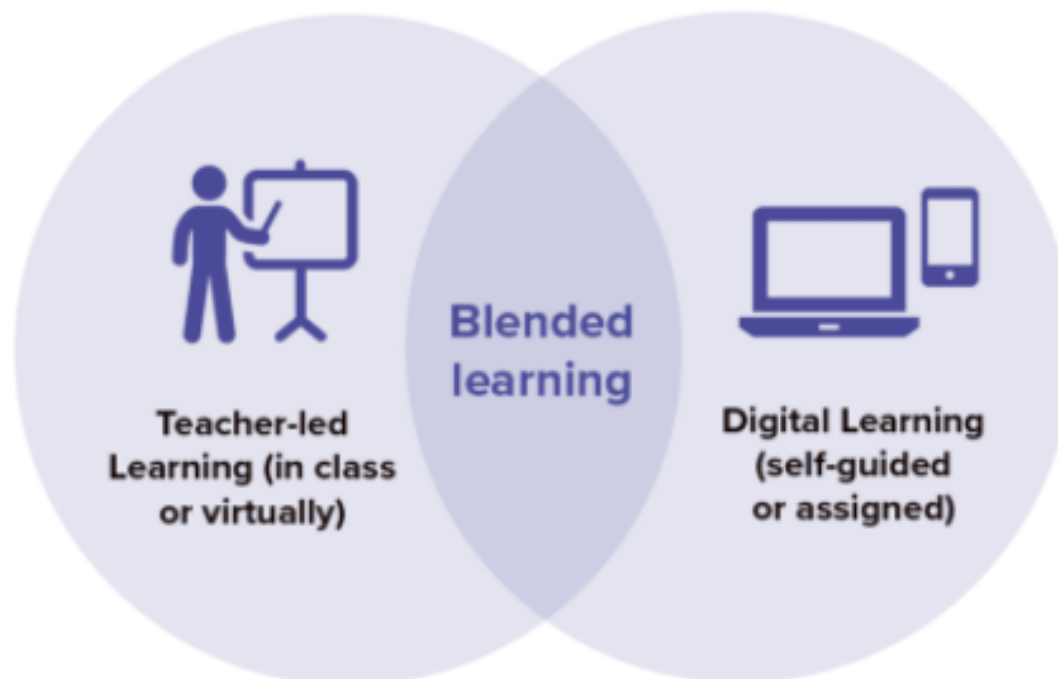 Teacher-led
Learning (in class
or virtually)
Blended
learning
Digital Learning
(self-guided
or assigned)